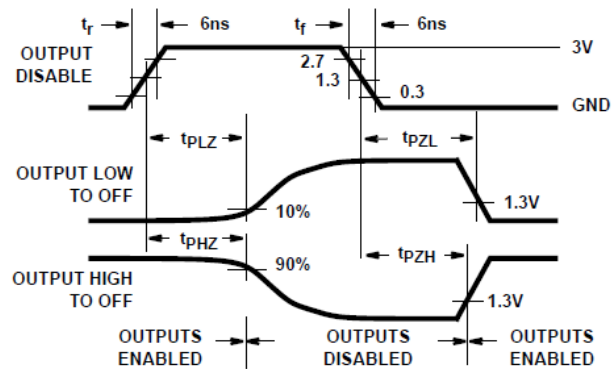 tr 6ns tf 6ns
OUTPUT
DISABLE
3V
2.7
1.3
0.3
GND
tPLZ tPZL
OUTPUT LOW
TO OFF
10%
1.3V
tPHZ tPZH
OUTPUT HIGH
TO OFF
90%
1.3V
OUTPUTS
ENABLED
OUTPUTS
DISABLED
OUTPUTS
ENABLED